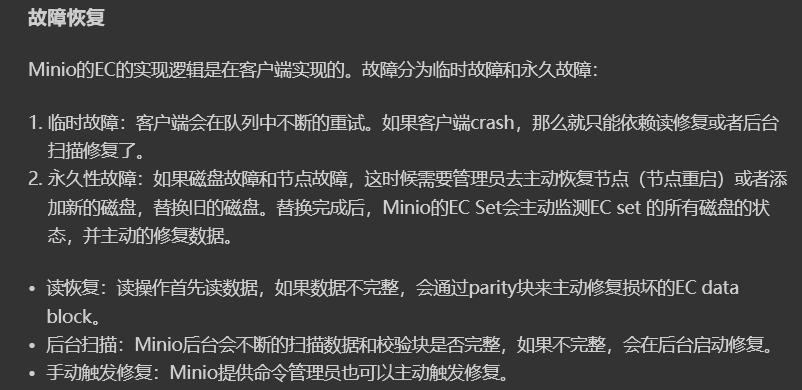 故障恢复
Minio的EC的实现逻辑是在客户端实现的。故障分为临时故障和永久故障：
1. 临时故障：客户端会在队列中不断的重试。如果客户端crash，那么就只能依赖读修复或者后台
扫描修复了。
2. 永久性故障：如果磁盘故障和节点故障，这时候需要管理员去主动恢复节点（节点重启）或者添
加新的磁盘，替换旧的磁盘。替换完成后，Minio的EC Set会主动监测EC set 的所有磁盘的状
态，并主动的修复数据。
• 读恢复：读操作首先读数据，如果数据不完整，会通过parity块来主动修复损坏的EC data
block。
• 后台扫描：Minio后台会不断的扫描数据和校验块是否完整，如果不完整，会在后台启动修复。
• 手动触发修复：Minio提供命令管理员也可以主动触发修复。